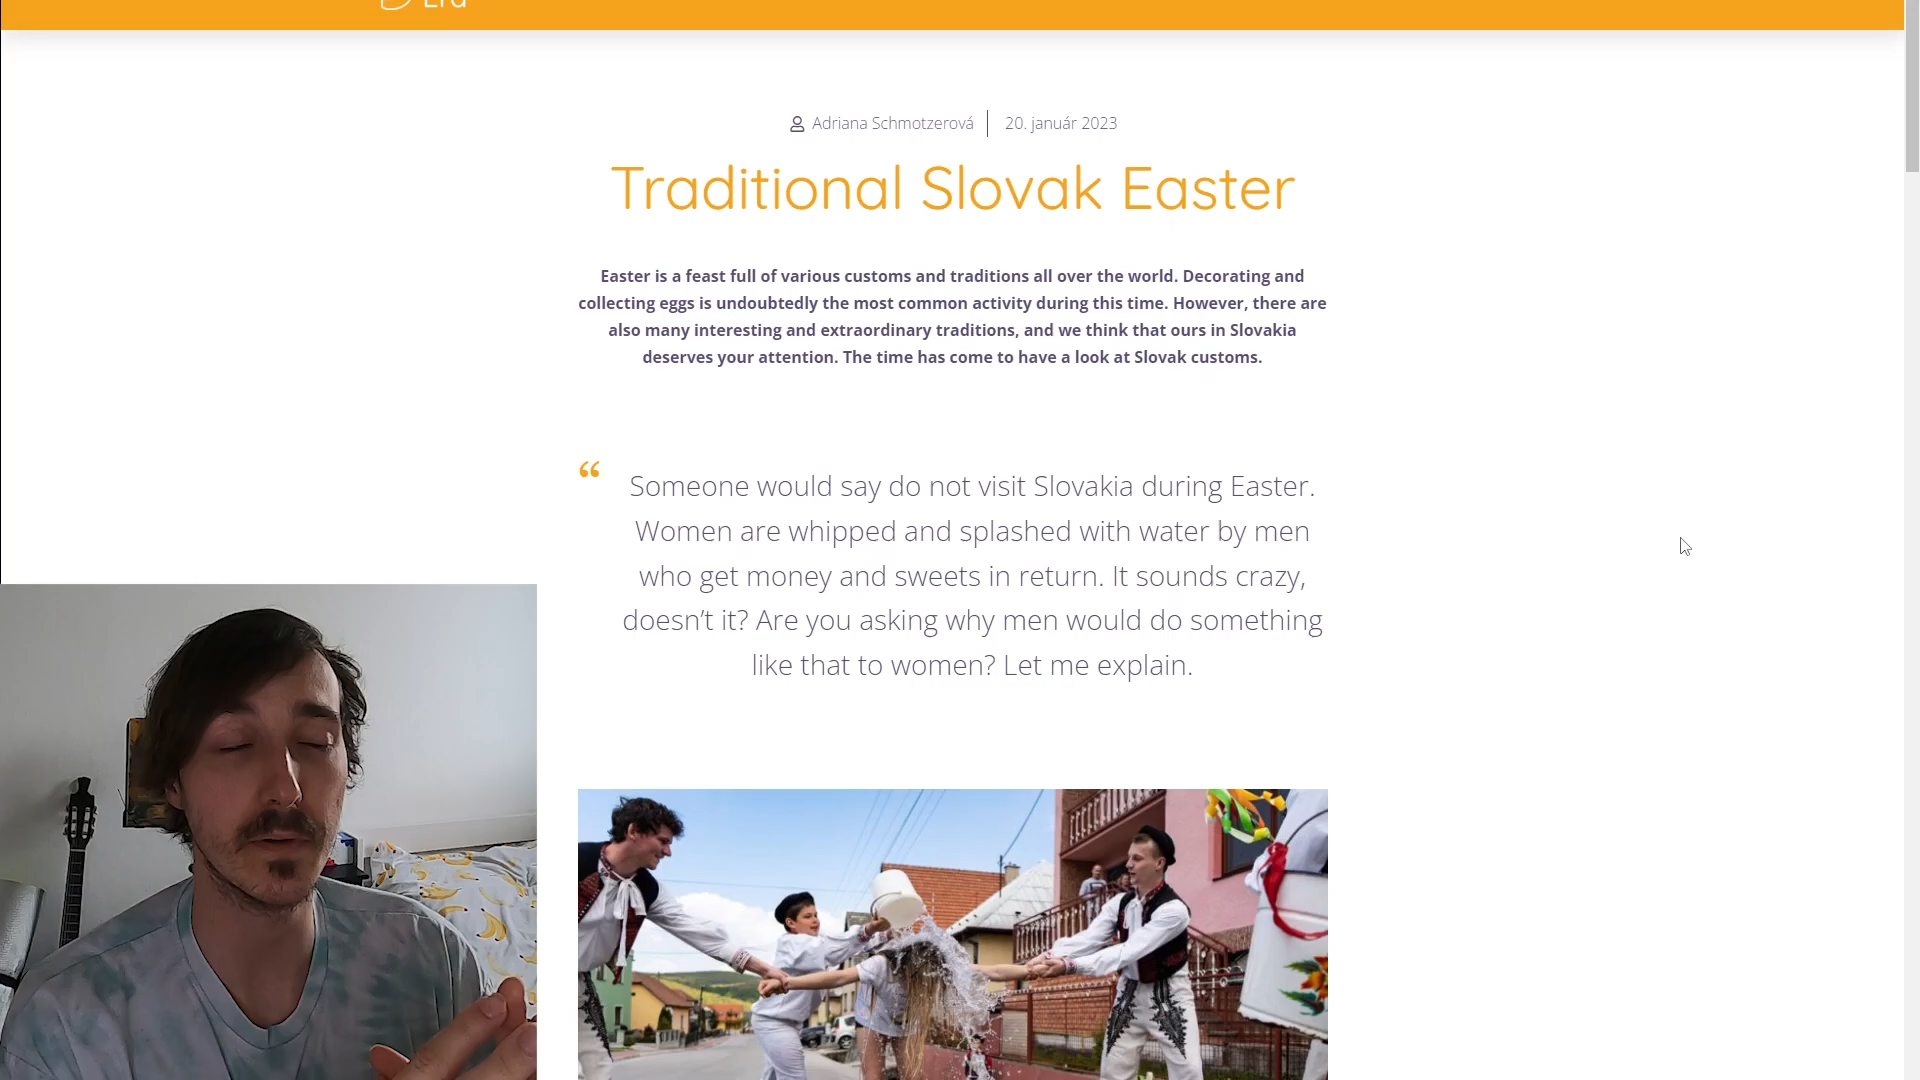 Adriana Schmotzerová
20. január 2023
Traditional Slovak Easter
Easter is a feast full of various customs and traditions all over the world. Decorating and
collecting eggs is undoubtedly the most common activity during this time. However, there are
also many interesting and extraordinary traditions, and we think that ours in Slovakia
deserves your attention. The time has come to have a look at Slovak customs.
“ Someone would say do not visit Slovakia during Easter.
Women are whipped and splashed with water by men
who get money and sweets in return. It sounds crazy,
doesn’t it? Are you asking why men would do something
like that to women? Let me explain.